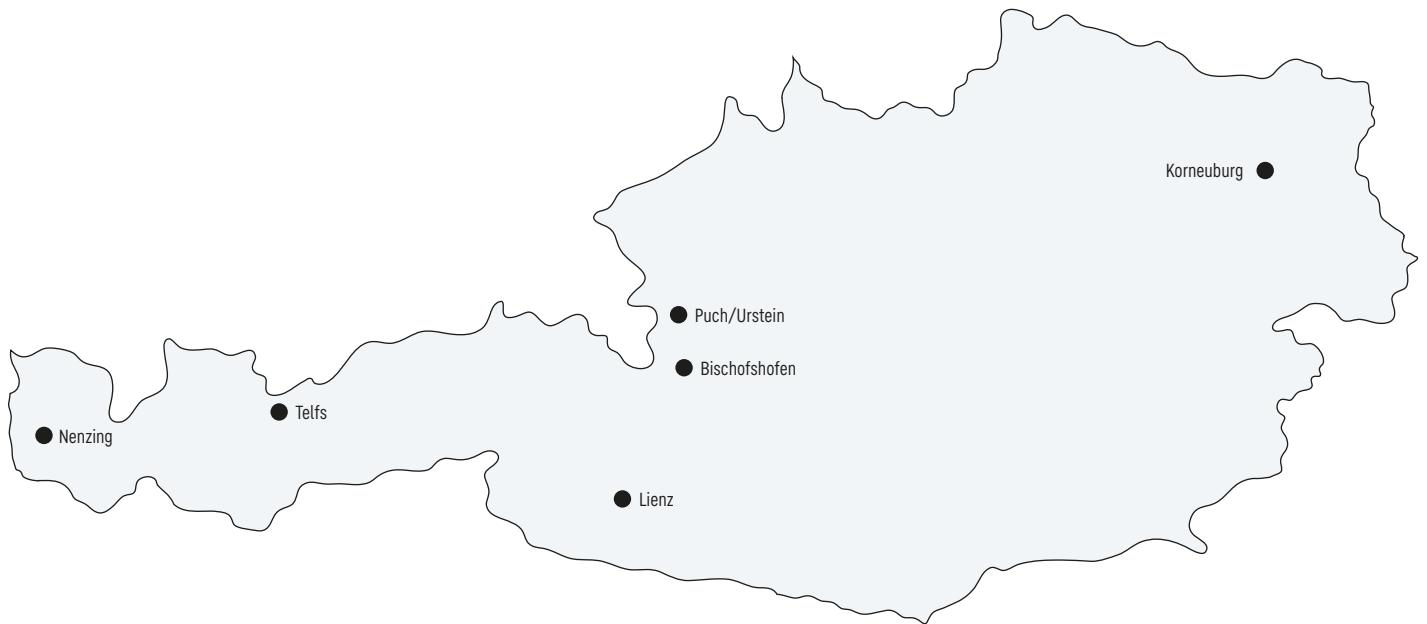 Korneuburg
Puch/Urstein
Bischofshofen
Telfs
Nenzing
Lienz